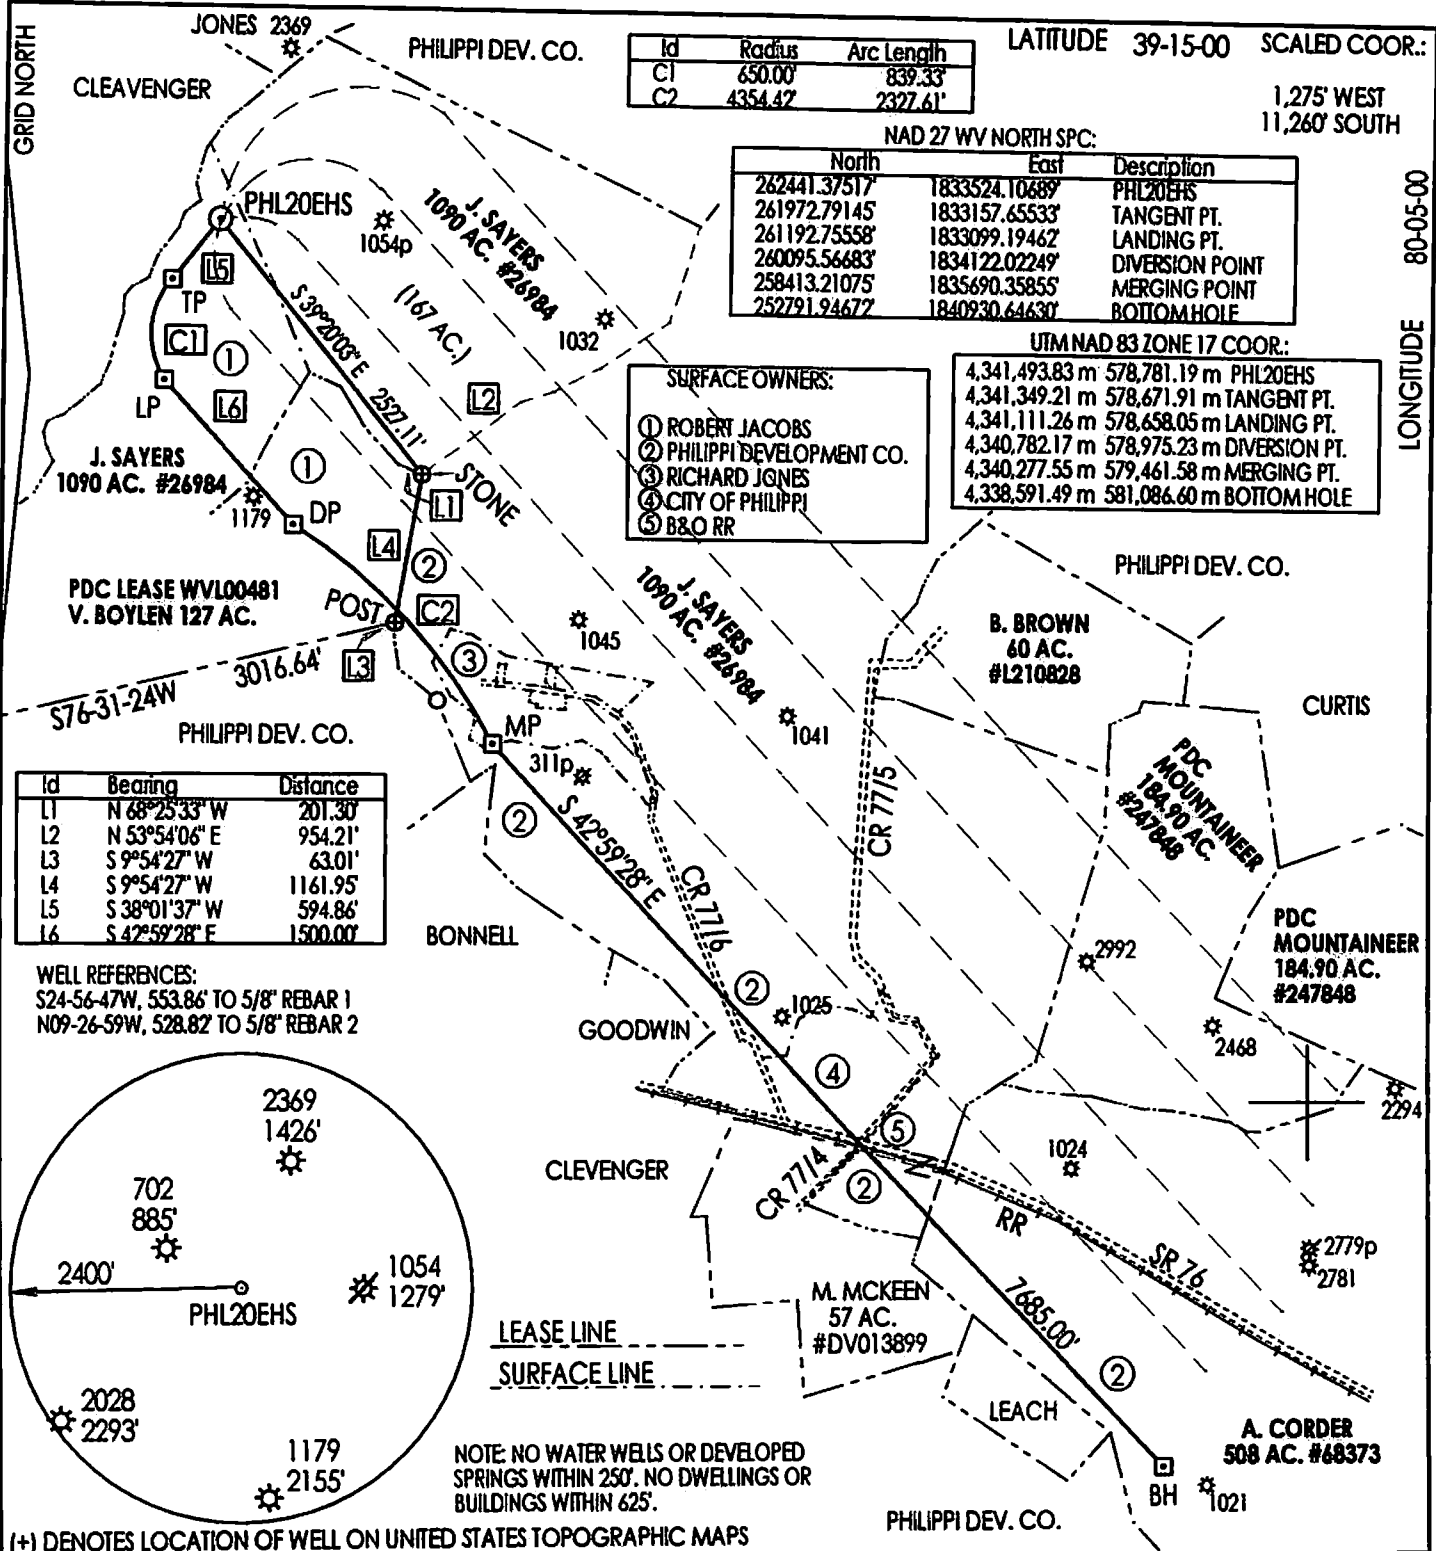 GRID NORTH
JONES 2369
PHILIPPI DEV. CO.
CLEAVENGER
Id Radius Arc Length
C1 650.00' 839.33'
C2 4354.42' 2327.61'
LATITUDE 39-15-00 SCALED COOR.:
1,275' WEST
11,260' SOUTH
LONGITUDE 80-05-00
NAD 27 WV NORTH SPC:
North East Description
262441.37517' 1833524.10689' PHL20EHS
261972.79145' 1833157.65533' TANGENT PT.
261192.75558' 1833099.19462' LANDING PT.
260095.56683' 1834122.02249' DIVERSION POINT
258413.21075' 1835690.35855' MERGING POINT
252791.94672' 1840930.64630' BOTTOM HOLE
UTM NAD 83 ZONE 17 COOR.:
4,341,493.83 m 578,781.19 m PHL20EHS
4,341,349.21 m 578,671.91 m TANGENT PT.
4,341,111.26 m 578,658.05 m LANDING PT.
4,340,782.17 m 578,975.23 m DIVERSION PT.
4,340,277.55 m 579,461.58 m MERGING PT.
4,338,591.49 m 581,086.60 m BOTTOM HOLE
SURFACE OWNERS:
① ROBERT JACOBS
② PHILIPPI DEVELOPMENT CO.
③ RICHARD JONES
④ CITY OF PHILIPPI
⑤ B&O RR
PHL20EHS
1054p
J. SAYERS
1090 AC. #26984
(167 AC.)
1032
L5
TP
C1
①
LP
L6
S 39°20'03" E 2527.11'
L2
J. SAYERS
1090 AC. #26984
①
1179
DP
STONE
L1
L4
②
PDC LEASE WVL00481
V. BOYLEN 127 AC.
POST
C2
L3
③
S76-31-24W 3016.64'
PHILIPPI DEV. CO.
1045
J. SAYERS
1090 AC. #26984
1041
PHILIPPI DEV. CO.
B. BROWN
60 AC.
#L210828
CURTIS
PDC
MOUNTAINEER
184.90 AC.
#247848
MP
311p
②
S 42°59'28" E
CR 77/6
CR 77/5
Id Bearing Distance
L1 N 68°25'33" W 201.30'
L2 N 53°54'06" E 954.21'
L3 S 9°54'27" W 63.01'
L4 S 9°54'27" W 1161.95'
L5 S 38°01'37" W 594.86'
L6 S 42°59'28" E 1500.00'
BONNELL
WELL REFERENCES:
S24-56-47W, 553.86' TO 5/8" REBAR 1
N09-26-59W, 528.82' TO 5/8" REBAR 2
GOODWIN
②
1025
④
⑤
2992
PDC
MOUNTAINEER
184.90 AC.
#247848
2468
2294
1024
CLEVENGER
CR 77/4
②
RR
SR 76
2779p
2781
M. MCKEEN
57 AC.
#DV013899
7685.00'
②
LEACH
A. CORDER
508 AC. #68373
BH
1021
PHILIPPI DEV. CO.
2369
1426'
702
885'
2400'
PHL20EHS
1054
1279'
2028
2293'
1179
2155'
LEASE LINE
SURFACE LINE
NOTE: NO WATER WELLS OR DEVELOPED
SPRINGS WITHIN 250'. NO DWELLINGS OR
BUILDINGS WITHIN 625'.
(+) DENOTES LOCATION OF WELL ON UNITED STATES TOPOGRAPHIC MAPS